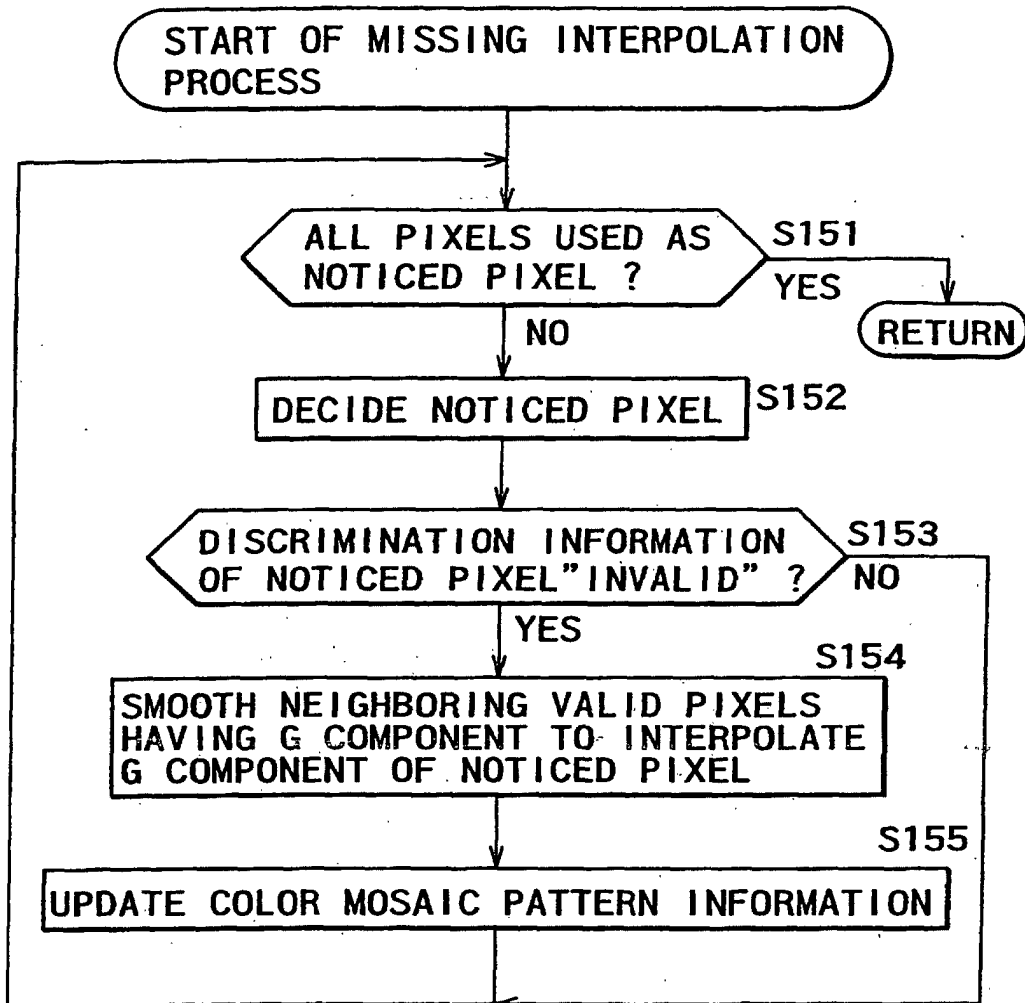 START OF MISSING INTERPOLATION
PROCESS
ALL PIXELS USED AS
NOTICED PIXEL ?
S151
YES
RETURN
NO
DECIDE NOTICED PIXEL
S152
DISCRIMINATION INFORMATION
OF NOTICED PIXEL”INVALID” ?
S153
NO
YES
S154
SMOOTH NEIGHBORING VALID PIXELS
HAVING G COMPONENT TO INTERPOLATE
G COMPONENT OF NOTICED PIXEL
S155
UPDATE COLOR MOSAIC PATTERN INFORMATION